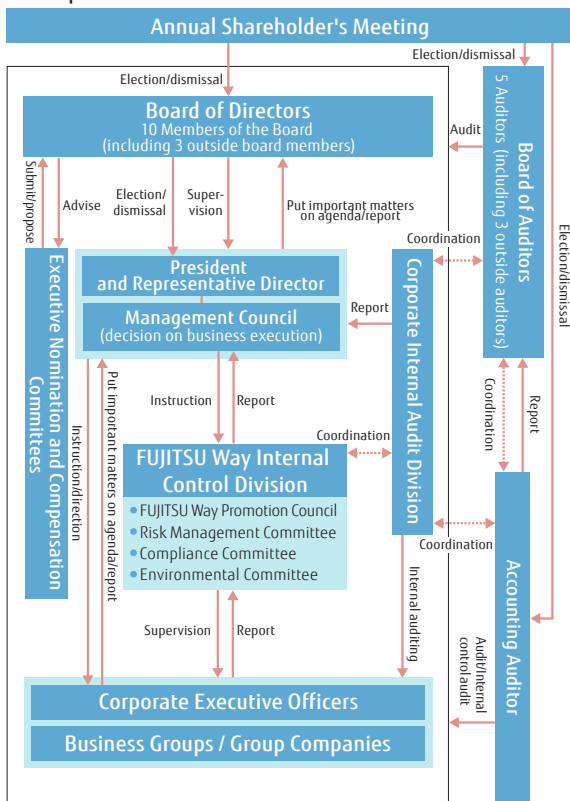 Annual Shareholder's Meeting
Election/dismissal
Election/dismissal
Board of Directors
10 Members of the Board
(including 3 outside board members)
Audit
Board of Auditors
5 Auditors (including 3 outside auditors)
Submit/propose
Advise
Election/
dismissal
Super-
vision
Put important matters
on agenda/report
Coordination
Election/dismissal
President
and Representative Director
Management Council
(decision on business execution)
Report
Corporate Internal Audit Division
Executive Nomination and Compensation
Committees
Instruction
Report
Coordination
Coordination
Report
Instruction/direction
Put important matters
on agenda/report
FUJITSU Way Internal
Control Division
• FUJITSU Way Promotion Council
• Risk Management Committee
• Compliance Committee
• Environmental Committee
Coordination
Accounting Auditor
Supervision
Report
Internal auditing
Audit/Internal
control audit
Corporate Executive Officers
Business Groups / Group Companies